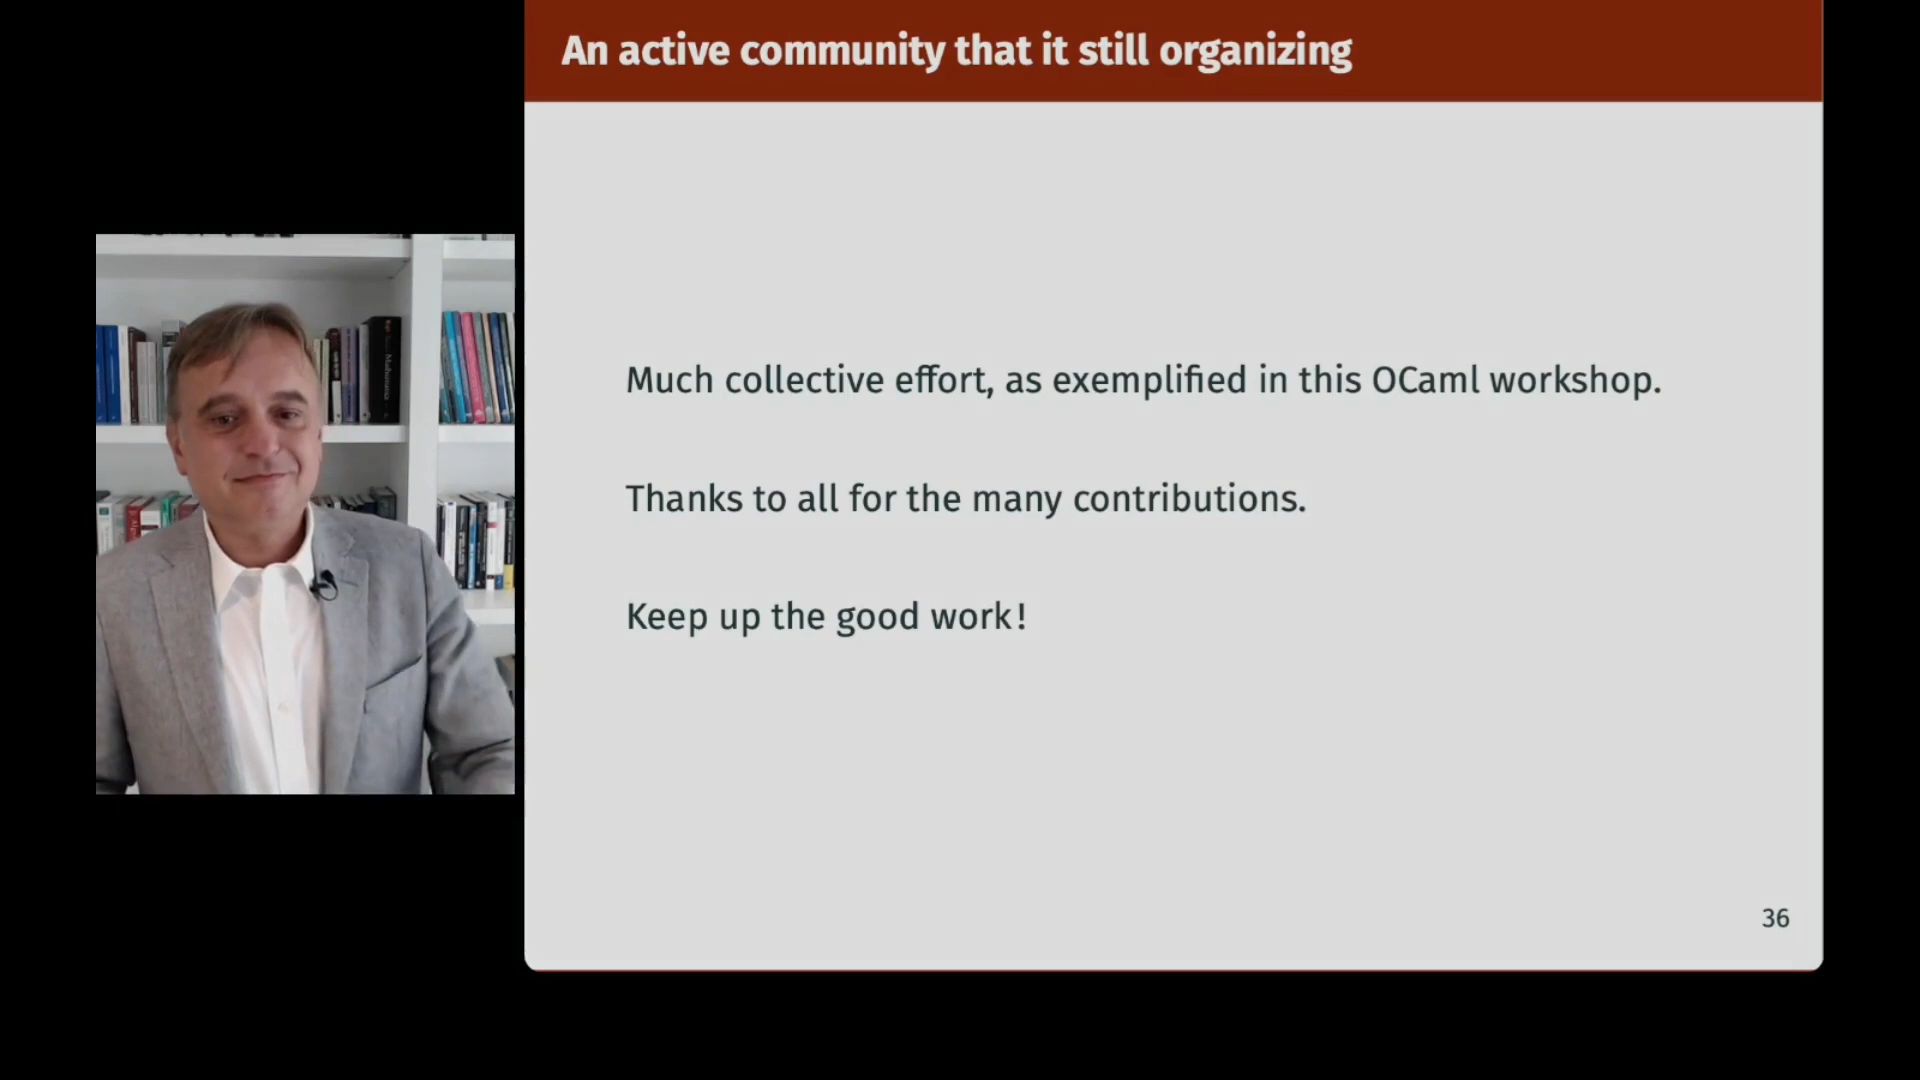 An active community that it still organizing
Much collective effort, as exemplified in this OCaml workshop.
Thanks to all for the many contributions.
Keep up the good work!
36